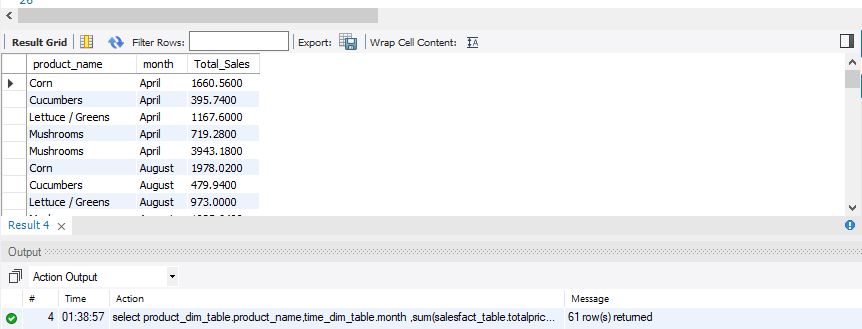 Result Grid Filter Rows: Export: Wrap Cell Content:
product_name month Total_Sales
Corn April 1660.5600
Cucumbers April 395.7400
Lettuce / Greens April 1167.6000
Mushrooms April 719.2800
Mushrooms April 3943.1800
Corn August 1978.0200
Cucumbers August 479.9400
Lettuce / Greens August 973.0000
Result 4
Output
Action Output
# Time Action Message
4 01:38:57 select product_dim_table.product_name,time_dim_table.month ,sum(salesfact_table.totalpric... 61 row(s) returned